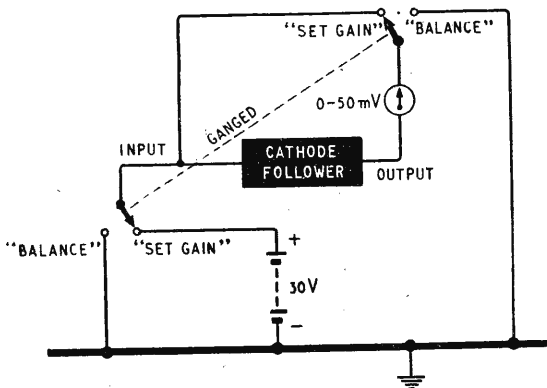 "SET GAIN"
"BALANCE"
0-50mV
GANGED
INPUT
CATHODE
FOLLOWER
OUTPUT
"BALANCE"
"SET GAIN"
+
30V
−